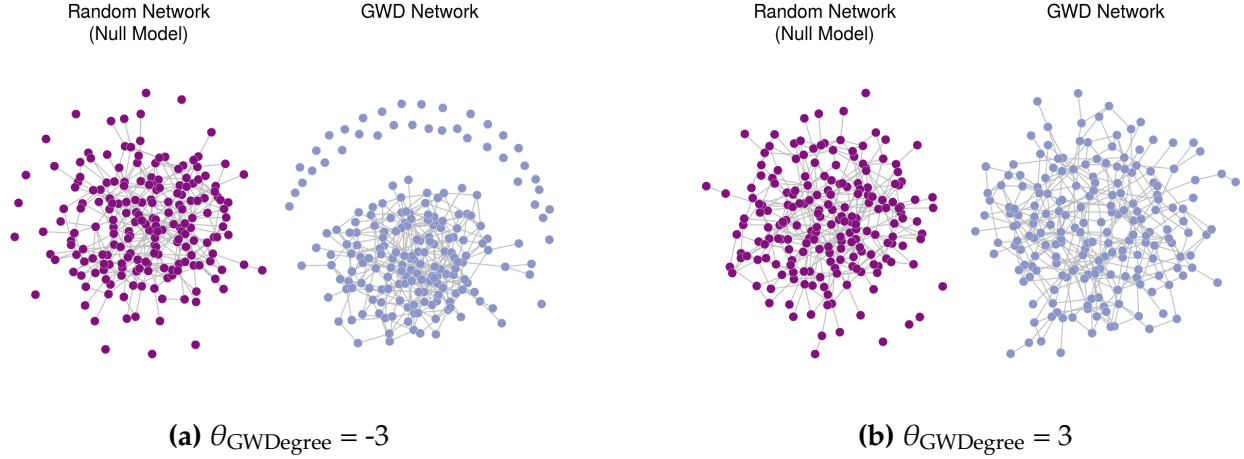 Random Network
(Null Model)
GWD Network
Random Network
(Null Model)
GWD Network
(a) θGWDegree = -3
(b) θGWDegree = 3